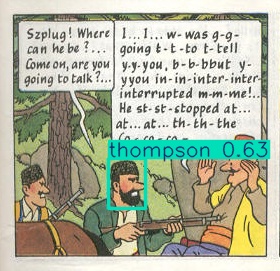 Szplug! Where
can he be?...
Come on, are you
going to talk?...
I... I... w-was g-g-
going t-t-to t-tell
y-y-you, b-b-bbut y-
yyou in-in-inter-inter-
interrupted m-m-me!..
He st-st-stopped at...
at... at... th-th-the
thompson 0.63